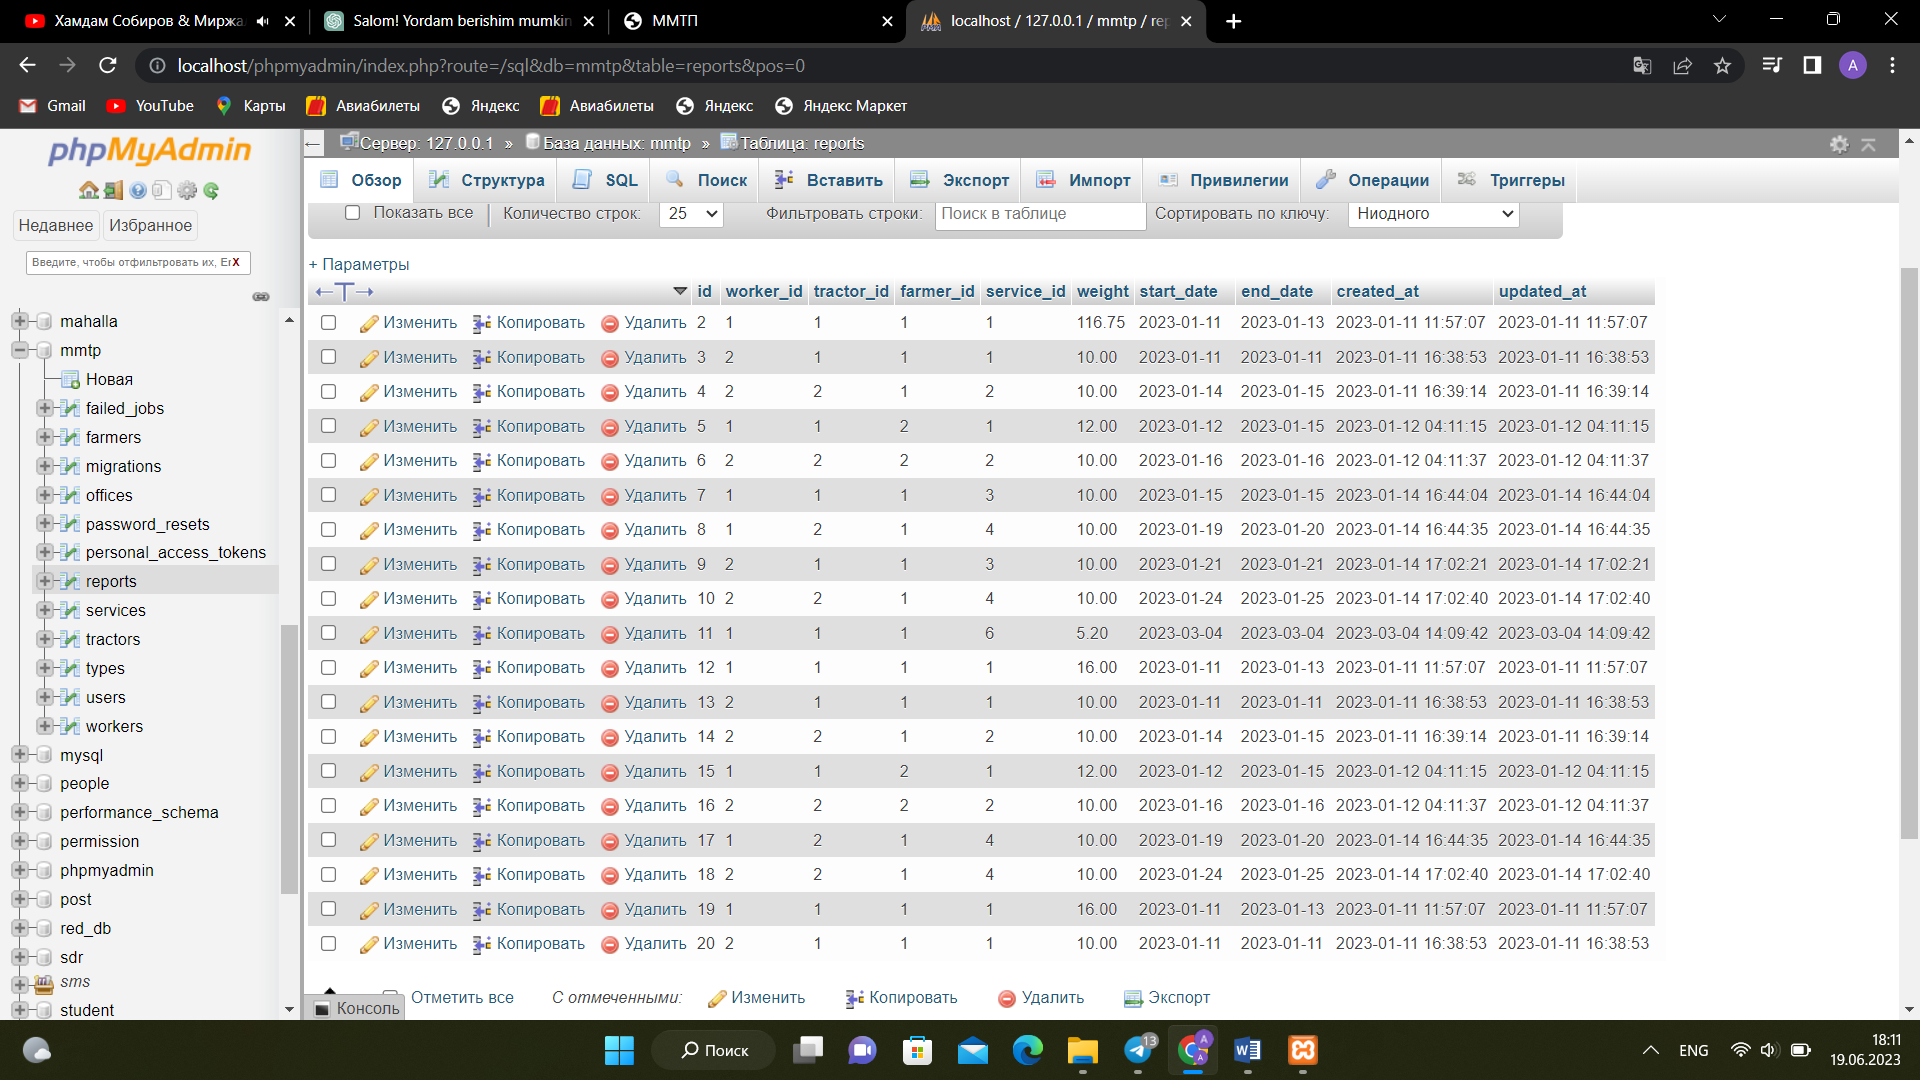 Хамдам Собиров & Миржа
Salom! Yordam berishim mumkin
ММТП
localhost / 127.0.0.1 / mmtp / rep
localhost/phpmyadmin/index.php?route=/sql&db=mmtp&table=reports&pos=0
A
Gmail YouTube Карты Авиабилеты Яндекс Авиабилеты Яндекс Яндекс Маркет
phpMyAdmin
Недавнее Избранное
Введите, чтобы отфильтровать их, Er X
mahalla
mmtp
Новая
failed_jobs
farmers
migrations
offices
password_resets
personal_access_tokens
reports
services
tractors
types
users
workers
mysql
people
performance_schema
permission
phpmyadmin
post
red_db
sdr
sms
student
Сервер: 127.0.0.1 » База данных: mmtp » Таблица: reports
Обзор Структура SQL Поиск Вставить Экспорт Импорт Привилегии Операции Триггеры
Показать все Количество строк: 25 Фильтровать строки: Поиск в таблице Сортировать по ключу: Ниодного
+ Параметры
←T→ id worker_id tractor_id farmer_id service_id weight start_date end_date created_at updated_at
Изменить Копировать Удалить 2 1 1 1 1 116.75 2023-01-11 2023-01-13 2023-01-11 11:57:07 2023-01-11 11:57:07
Изменить Копировать Удалить 3 2 1 1 1 10.00 2023-01-11 2023-01-11 2023-01-11 16:38:53 2023-01-11 16:38:53
Изменить Копировать Удалить 4 2 2 1 2 10.00 2023-01-14 2023-01-15 2023-01-11 16:39:14 2023-01-11 16:39:14
Изменить Копировать Удалить 5 1 1 2 1 12.00 2023-01-12 2023-01-15 2023-01-12 04:11:15 2023-01-12 04:11:15
Изменить Копировать Удалить 6 2 2 2 2 10.00 2023-01-16 2023-01-16 2023-01-12 04:11:37 2023-01-12 04:11:37
Изменить Копировать Удалить 7 1 1 1 3 10.00 2023-01-15 2023-01-15 2023-01-14 16:44:04 2023-01-14 16:44:04
Изменить Копировать Удалить 8 1 2 1 4 10.00 2023-01-19 2023-01-20 2023-01-14 16:44:35 2023-01-14 16:44:35
Изменить Копировать Удалить 9 2 1 1 3 10.00 2023-01-21 2023-01-21 2023-01-14 17:02:21 2023-01-14 17:02:21
Изменить Копировать Удалить 10 2 2 1 4 10.00 2023-01-24 2023-01-25 2023-01-14 17:02:40 2023-01-14 17:02:40
Изменить Копировать Удалить 11 1 1 1 6 5.20 2023-03-04 2023-03-04 2023-03-04 14:09:42 2023-03-04 14:09:42
Изменить Копировать Удалить 12 1 1 1 1 16.00 2023-01-11 2023-01-13 2023-01-11 11:57:07 2023-01-11 11:57:07
Изменить Копировать Удалить 13 2 1 1 1 10.00 2023-01-11 2023-01-11 2023-01-11 16:38:53 2023-01-11 16:38:53
Изменить Копировать Удалить 14 2 2 1 2 10.00 2023-01-14 2023-01-15 2023-01-11 16:39:14 2023-01-11 16:39:14
Изменить Копировать Удалить 15 1 1 2 1 12.00 2023-01-12 2023-01-15 2023-01-12 04:11:15 2023-01-12 04:11:15
Изменить Копировать Удалить 16 2 2 2 2 10.00 2023-01-16 2023-01-16 2023-01-12 04:11:37 2023-01-12 04:11:37
Изменить Копировать Удалить 17 1 2 1 4 10.00 2023-01-19 2023-01-20 2023-01-14 16:44:35 2023-01-14 16:44:35
Изменить Копировать Удалить 18 2 2 1 4 10.00 2023-01-24 2023-01-25 2023-01-14 17:02:40 2023-01-14 17:02:40
Изменить Копировать Удалить 19 1 1 1 1 16.00 2023-01-11 2023-01-13 2023-01-11 11:57:07 2023-01-11 11:57:07
Изменить Копировать Удалить 20 2 1 1 1 10.00 2023-01-11 2023-01-11 2023-01-11 16:38:53 2023-01-11 16:38:53
Отметить все С отмеченными: Изменить Копировать Удалить Экспорт
Консоль
Поиск
13
A
A
ENG
18:11
19.06.2023